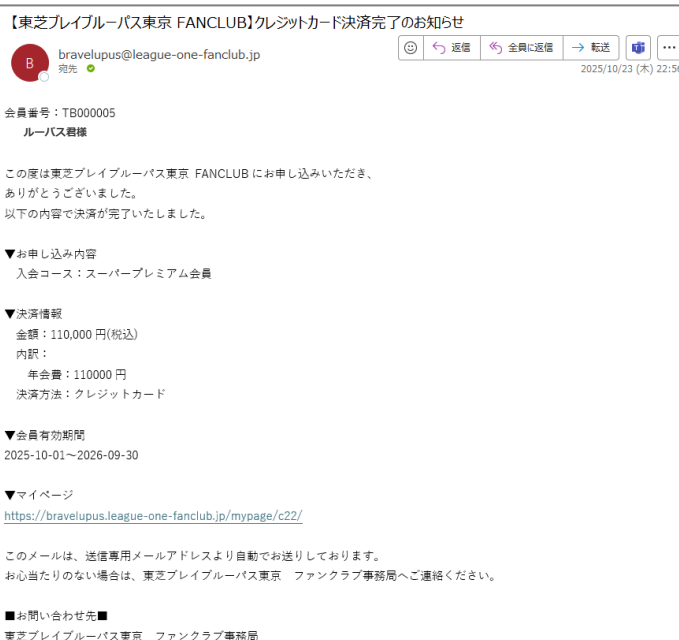 【東芝ブレイブルーパス東京 FANCLUB】クレジットカード決済完了のお知らせ
B
bravelupus@league-one-fanclub.jp
宛先
返信
全員に返信
転送
2025/10/23 (木) 22:56
会員番号：TB000005
ルーパス君様
この度は東芝ブレイブルーパス東京 FANCLUB にお申し込みいただき、
ありがとうございました。
以下の内容で決済が完了いたしました。
▼お申し込み内容
入会コース：スーパープレミアム会員
▼決済情報
金額：110,000 円(税込)
内訳：
年会費：110000 円
決済方法：クレジットカード
▼会員有効期間
2025-10-01～2026-09-30
▼マイページ
https://bravelupus.league-one-fanclub.jp/mypage/c22/
このメールは、送信専用メールアドレスより自動でお送りしております。
お心当たりのない場合は、東芝ブレイブルーパス東京　ファンクラブ事務局へご連絡ください。
■お問い合わせ先■
東芝ブレイブルーパス東京　ファンクラブ事務局